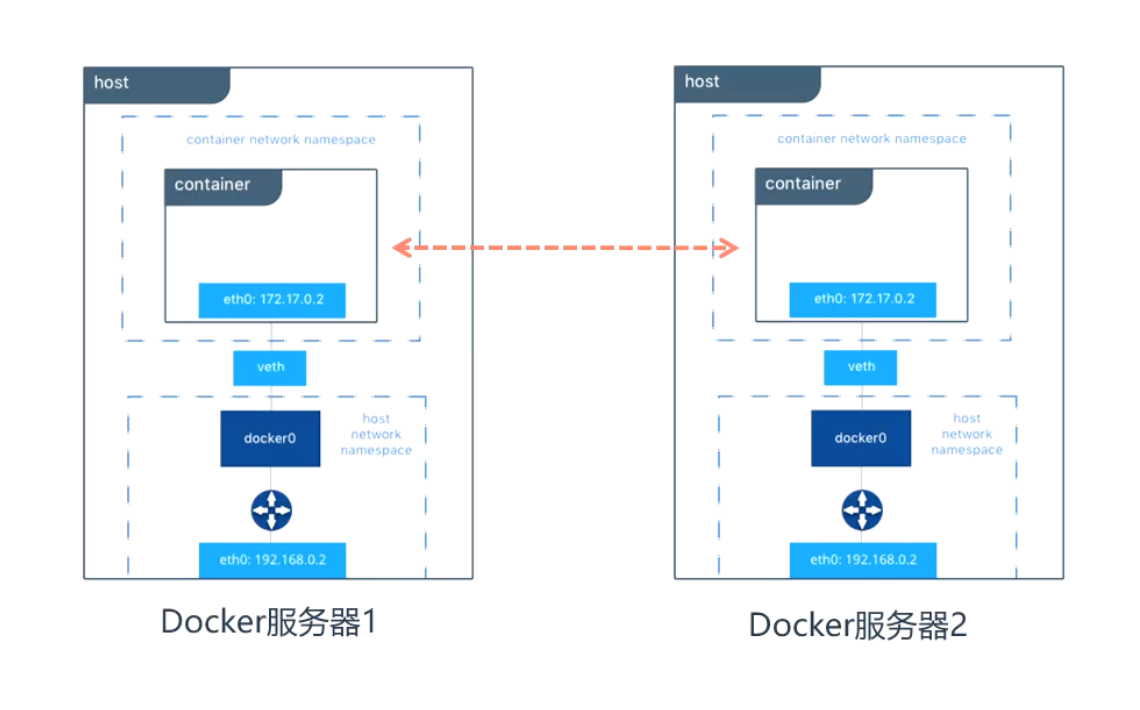 host
container network namespace
container
eth0: 172.17.0.2
veth
docker0
host
network
namespace
eth0: 192.168.0.2
Docker服务器1
host
container network namespace
container
eth0: 172.17.0.2
veth
docker0
host
network
namespace
eth0: 192.168.0.2
Docker服务器2